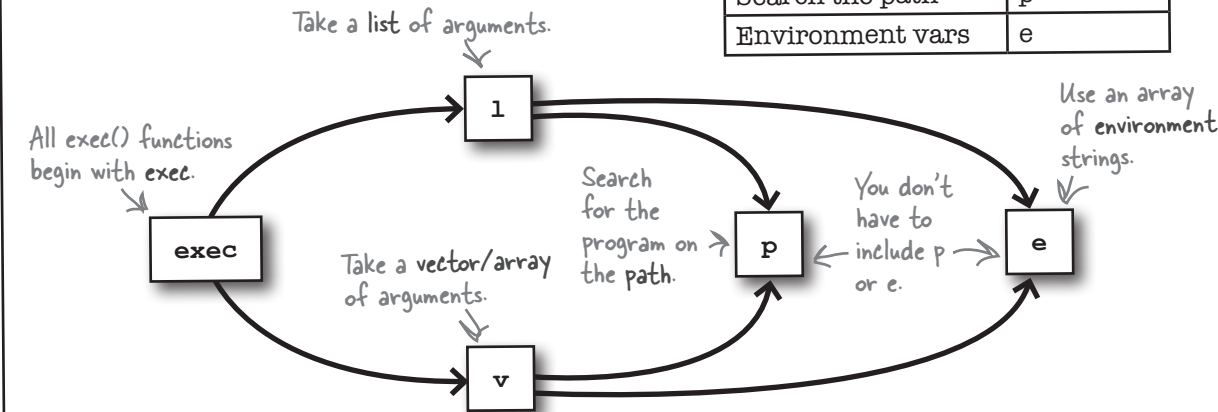 Search the path p
Environment vars e
Take a list of arguments.
l
All exec() functions
begin with exec.
exec
Take a vector/array
of arguments.
v
Search
for the
program on
the path.
p
You don't
have to
include p
or e.
e
Use an array
of environment
strings.